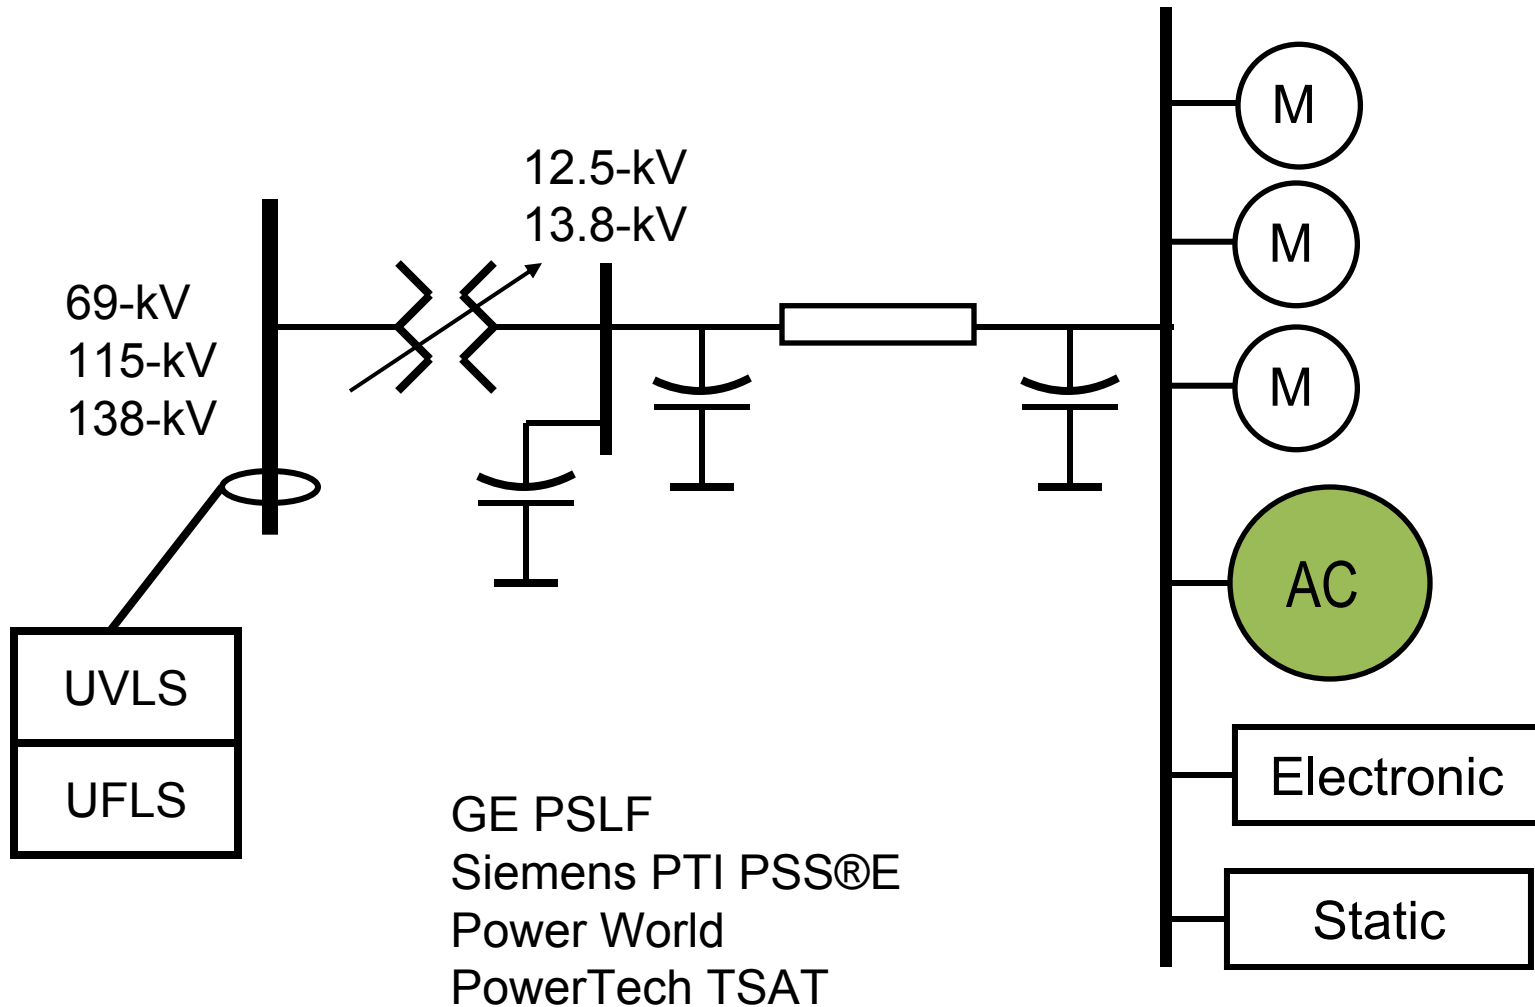 12.5-kV
13.8-kV
69-kV
115-kV
138-kV
UVLS
UFLS
M
M
M
AC
Electronic
Static
GE PSLF
Siemens PTI PSS®E
Power World
PowerTech TSAT